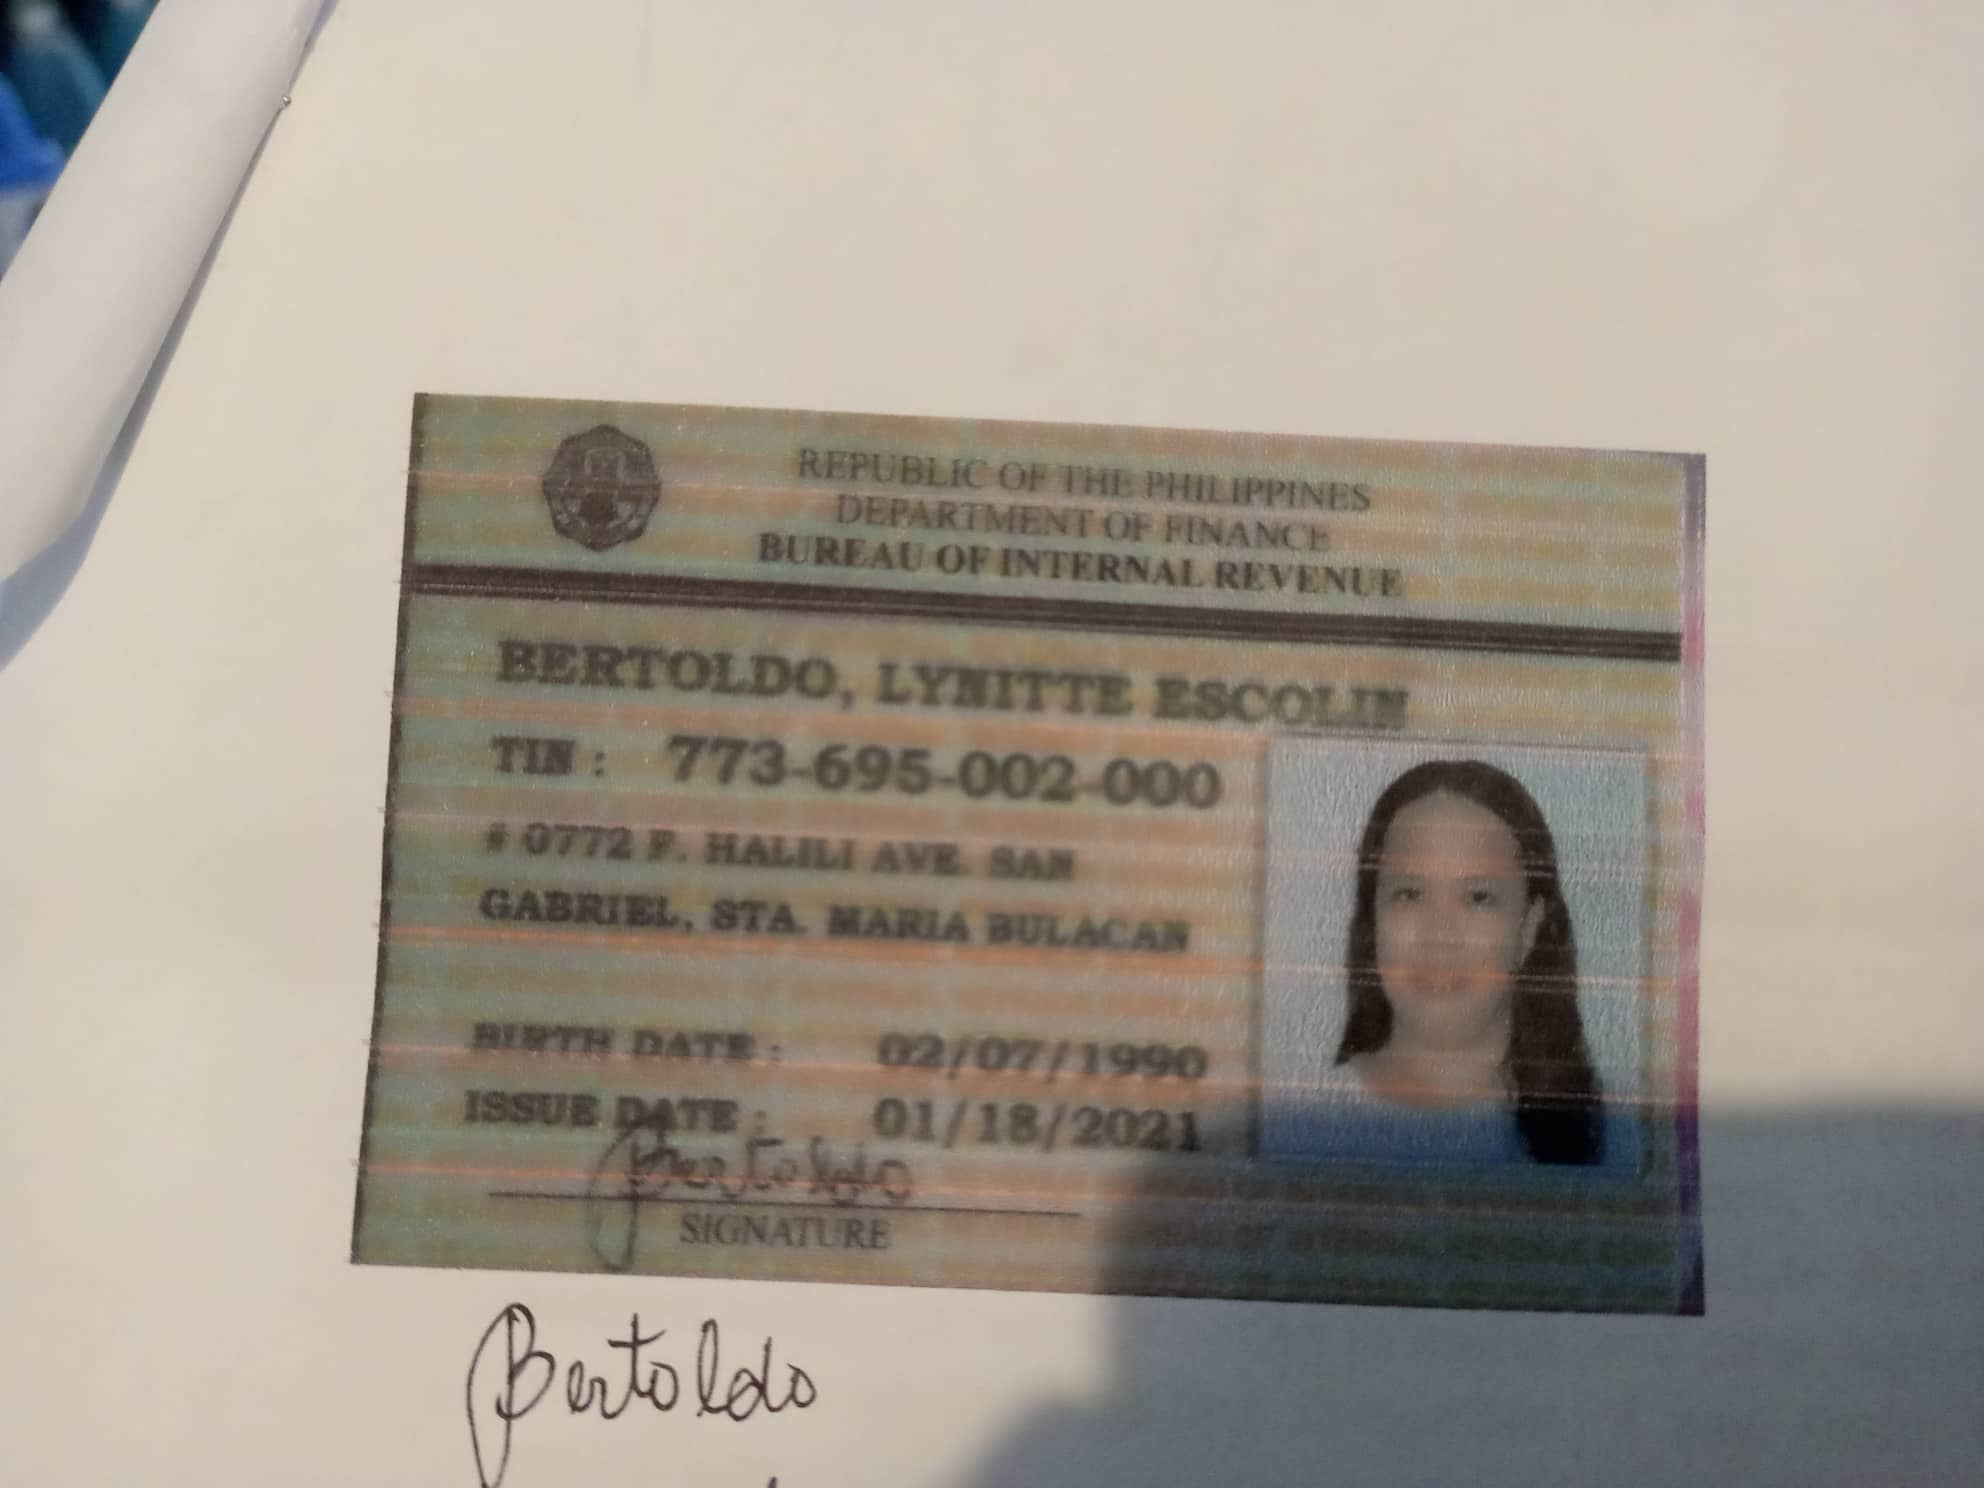 REPUBLIC OF THE PHILIPPINES
DEPARTMENT OF FINANCE
BUREAU OF INTERNAL REVENUE
BERTOLDO, LYNITTE ESCOLIN
TIN : 773-695-002-000
# 0772 F. HALILI AVE. SAN
GABRIEL, STA. MARIA BULACAN
BIRTH DATE : 02/07/1990
ISSUE DATE : 01/18/2021
Bertoldo
SIGNATURE
Bertoldo